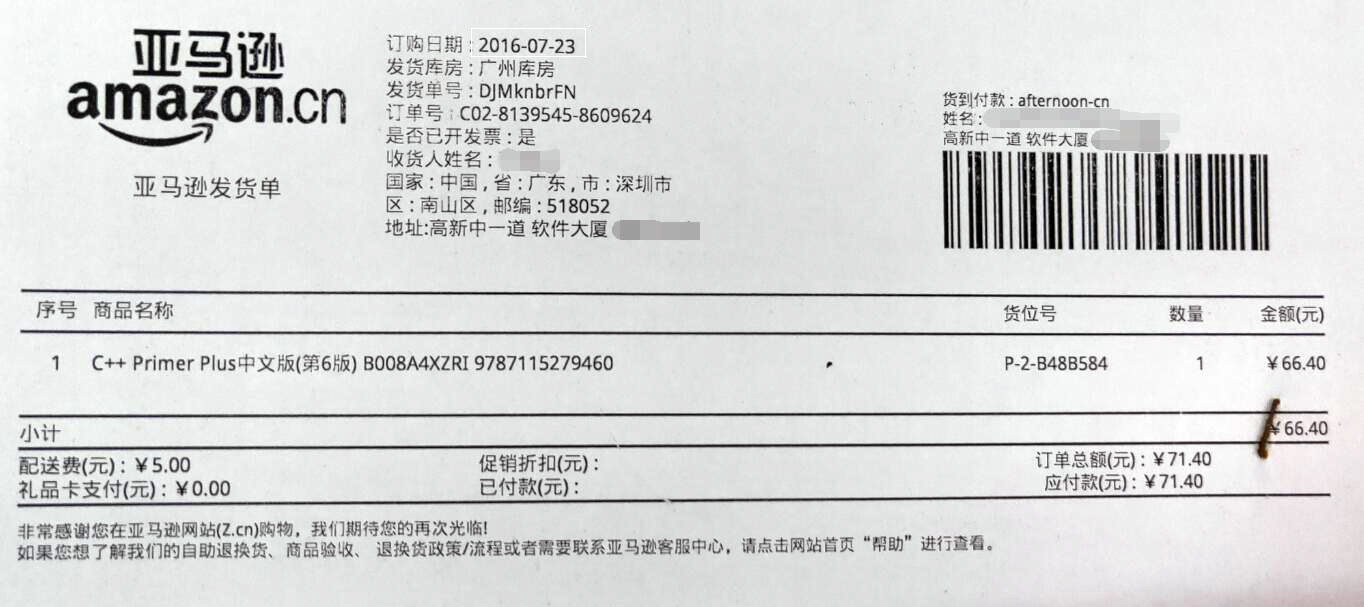 亚马逊
amazon.cn
亚马逊发货单
订购日期：2016-07-23
发货库房：广州库房
发货单号：DJMknbrFN
订单号：C02-8139545-8609624
是否已开发票：是
收货人姓名：
国家：中国，省：广东，市：深圳市
区：南山区，邮编：518052
地址:高新中一道 软件大厦
货到付款：afternoon-cn
姓名：
高新中一道 软件大厦
序号 商品名称 货位号 数量 金额(元)
1 C++ Primer Plus中文版(第6版) B008A4XZRI 9787115279460 P-2-B48B584 1 ￥66.40
小计 ￥66.40
配送费(元)：￥5.00 促销折扣(元)： 订单总额(元)：￥71.40
礼品卡支付(元)：￥0.00 已付款(元)： 应付款(元)：￥71.40
非常感谢您在亚马逊网站(Z.cn)购物，我们期待您的再次光临!
如果您想了解我们的自助退换货、商品验收、 退换货政策/流程或者需要联系亚马逊客服中心，请点击网站首页“帮助”进行查看。